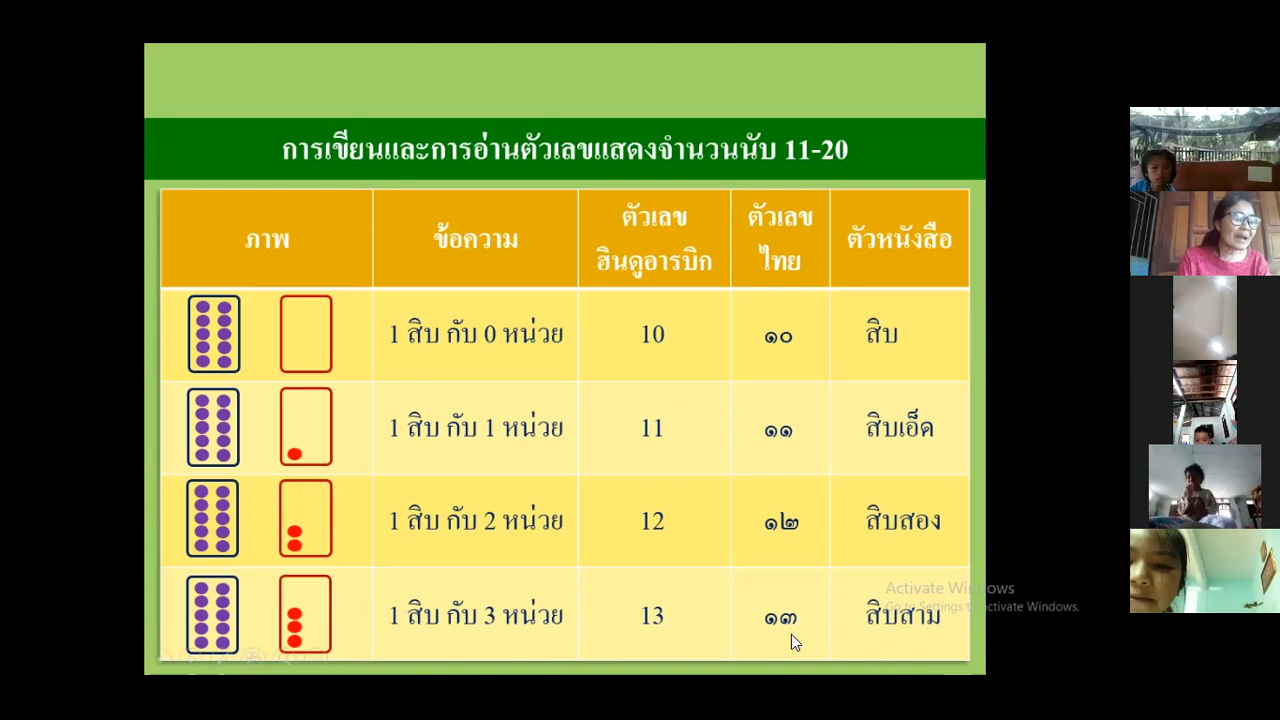 การเขียนและการอ่านตัวเลขแสดงจำนวนนับ 11-20
ภาพ
ข้อความ
ตัวเลข
ฮินดูอารบิก
ตัวเลข
ไทย
ตัวหนังสือ
1 สิบ กับ 0 หน่วย 10 ๑๐ สิบ
1 สิบ กับ 1 หน่วย 11 ๑๑ สิบเอ็ด
1 สิบ กับ 2 หน่วย 12 ๑๒ สิบสอง
1 สิบ กับ 3 หน่วย 13 ๑๓ สิบสาม
Activate Windows
Go to Settings to activate Windows.